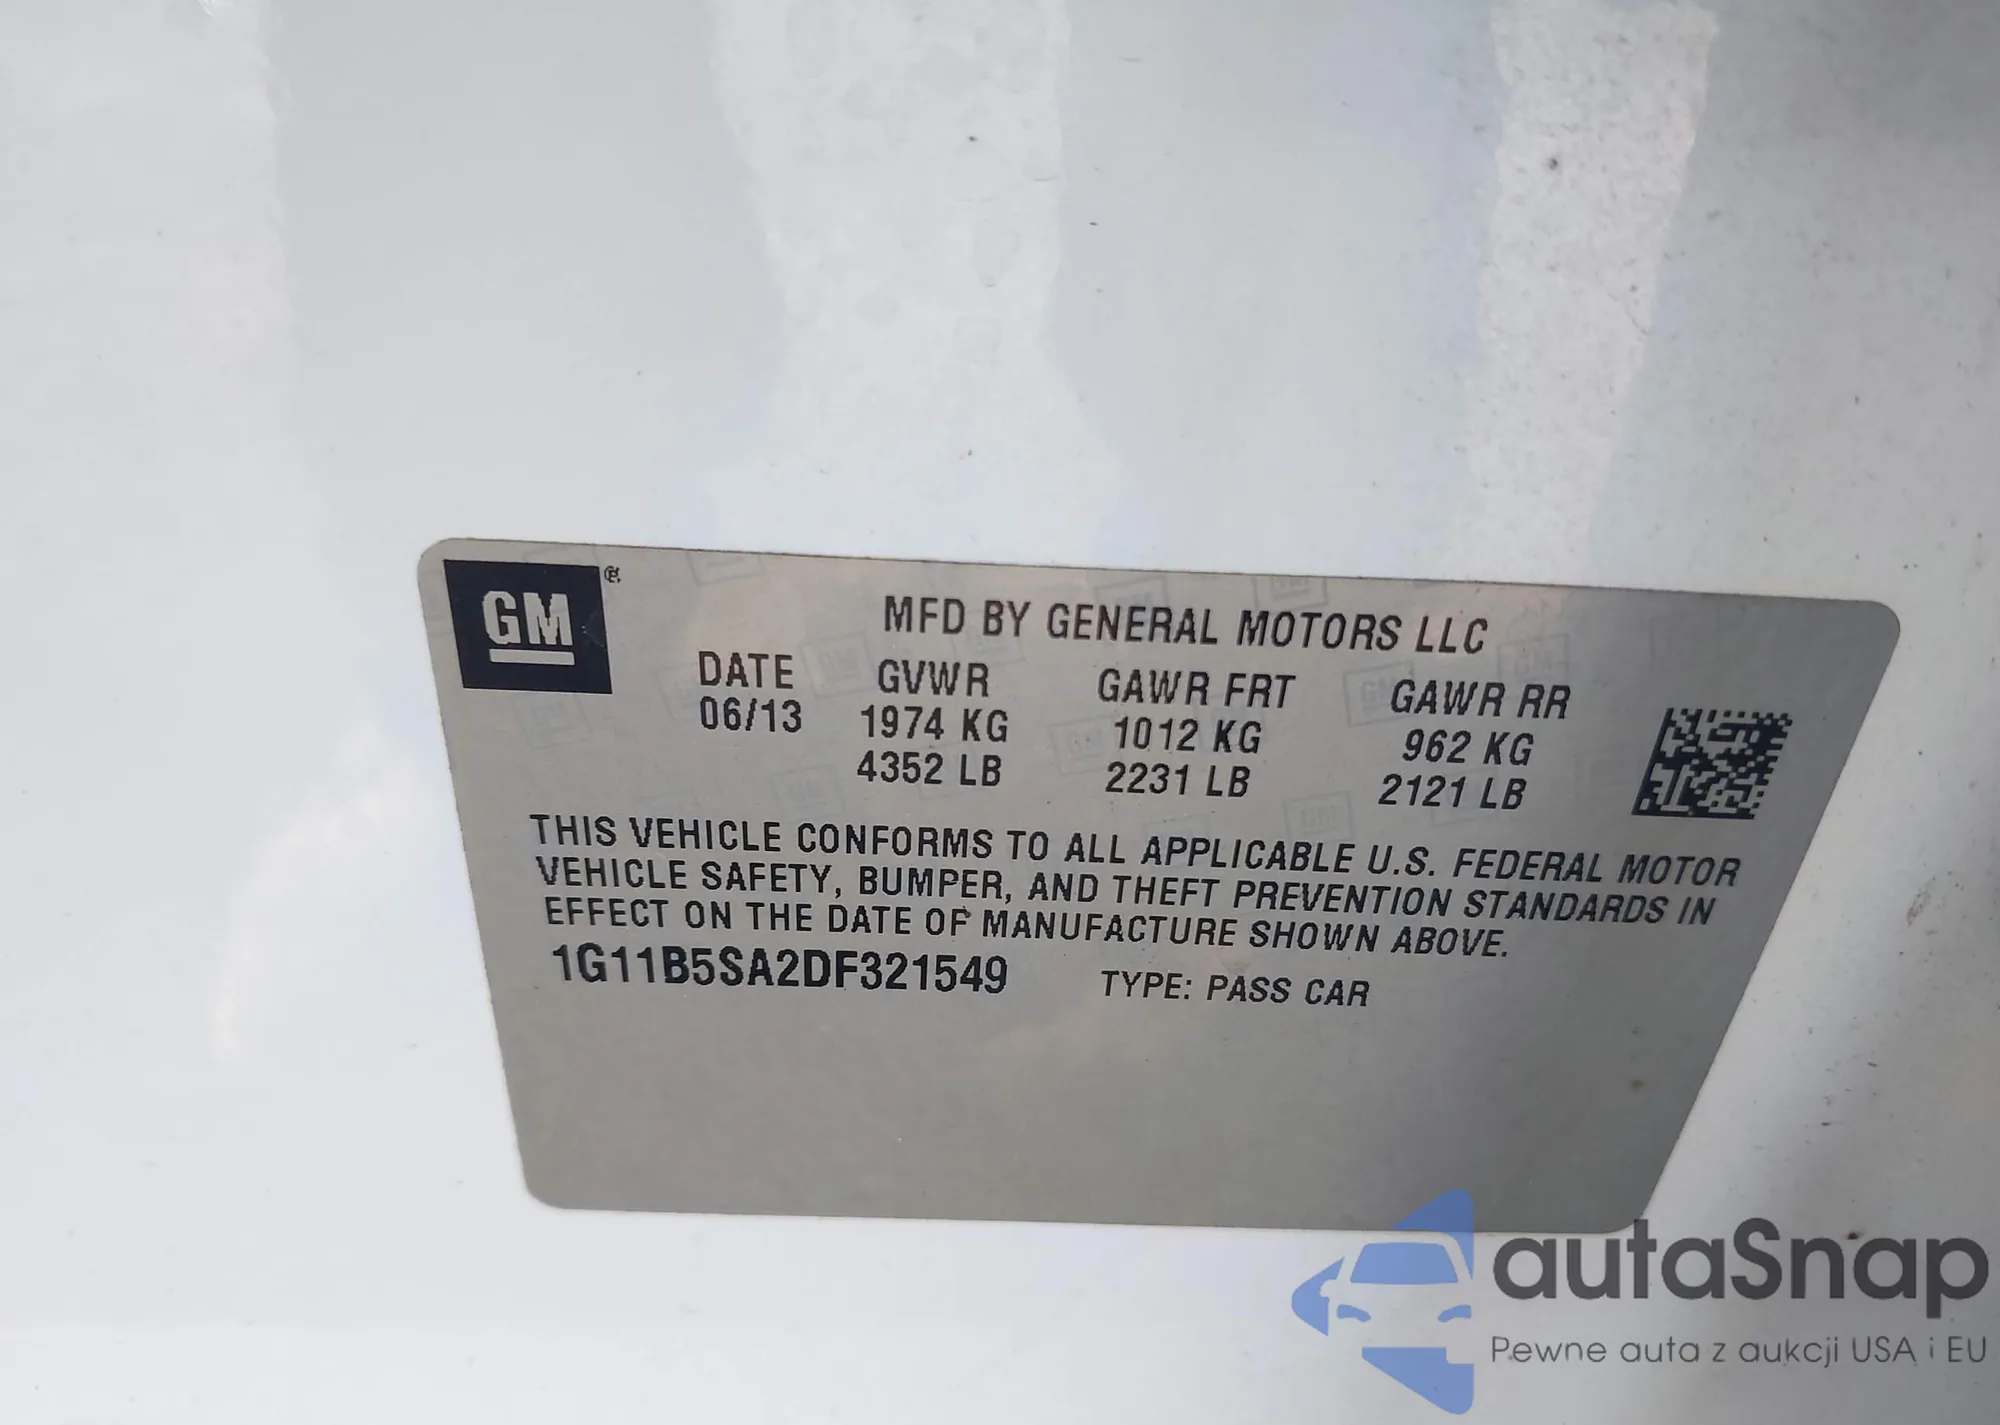 GM
MFD BY GENERAL MOTORS LLC
DATE GVWR GAWR FRT GAWR RR
06/13 1974 KG 1012 KG 962 KG
4352 LB 2231 LB 2121 LB
THIS VEHICLE CONFORMS TO ALL APPLICABLE U.S. FEDERAL MOTOR
VEHICLE SAFETY, BUMPER, AND THEFT PREVENTION STANDARDS IN
EFFECT ON THE DATE OF MANUFACTURE SHOWN ABOVE.
1G11B5SA2DF321549 TYPE: PASS CAR
autaSnap
Pewne auta z aukcji USA i EU